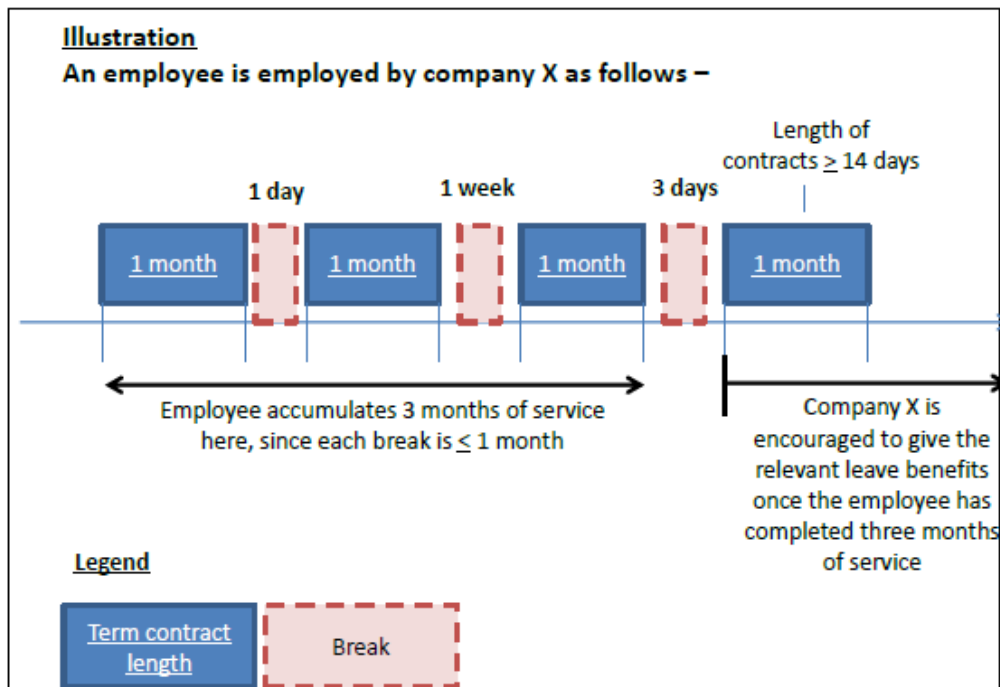 Illustration
An employee is employed by company X as follows –
Length of
contracts ≥ 14 days
1 day
1 week
3 days
1 month
1 month
1 month
1 month
Employee accumulates 3 months of service
here, since each break is ≤ 1 month
Company X is
encouraged to give the
relevant leave benefits
once the employee has
completed three months
of service
Legend
Term contract
length
Break